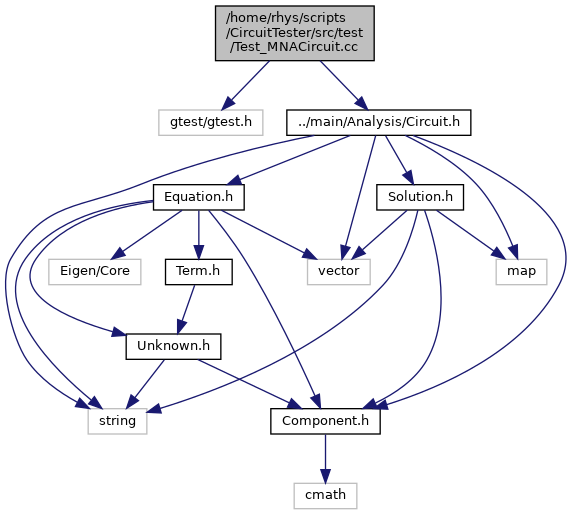 /home/rhys/scripts
/CircuitTester/src/test
/Test_MNACircuit.cc
gtest/gtest.h
../main/Analysis/Circuit.h
Equation.h
Solution.h
Eigen/Core
Term.h
vector
map
Unknown.h
string
Component.h
cmath